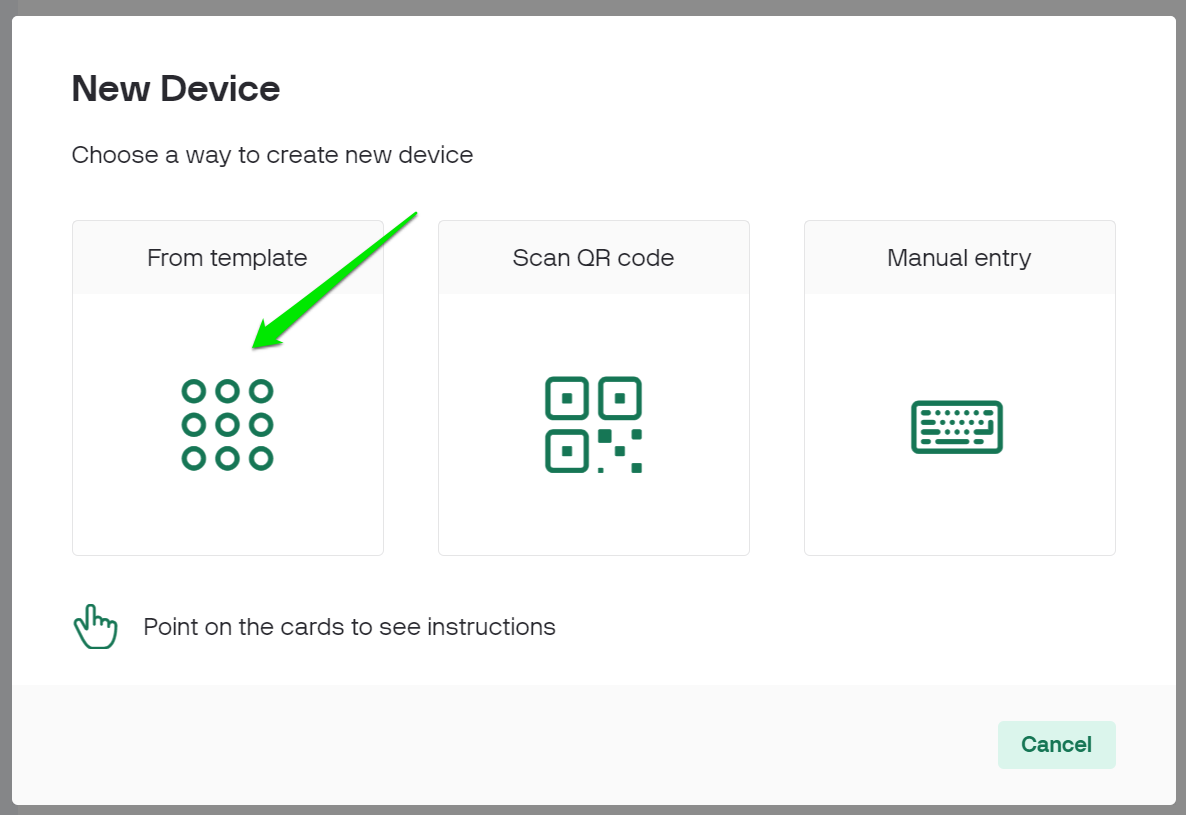 New Device
Choose a way to create new device
From template
Scan QR code
Manual entry
Point on the cards to see instructions
Cancel